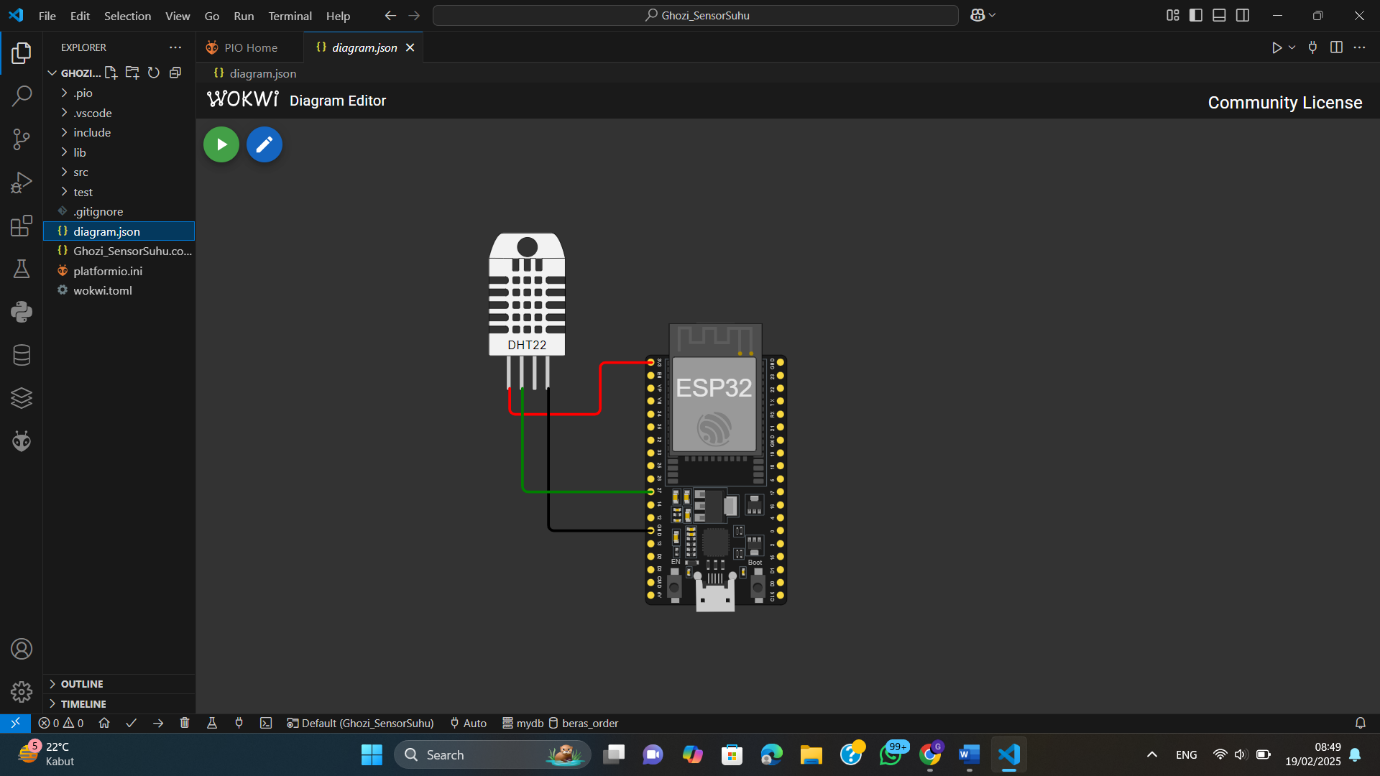 File Edit Selection View Go Run Terminal Help
Ghozi_SensorSuhu
EXPLORER
PIO Home
{} diagram.json
GHOZI...
{} diagram.json
.pio
WOKWI Diagram Editor
Community License
.vscode
include
lib
src
test
.gitignore
{} diagram.json
{} Ghozi_SensorSuhu.co...
platformio.ini
wokwi.toml
DHT22
ESP32
EN
Boot
OUTLINE
TIMELINE
0 0 Default (Ghozi_SensorSuhu) Auto mydb beras_order
5
22°C
Kabut
Search
99+
G
ENG
08:49
19/02/2025